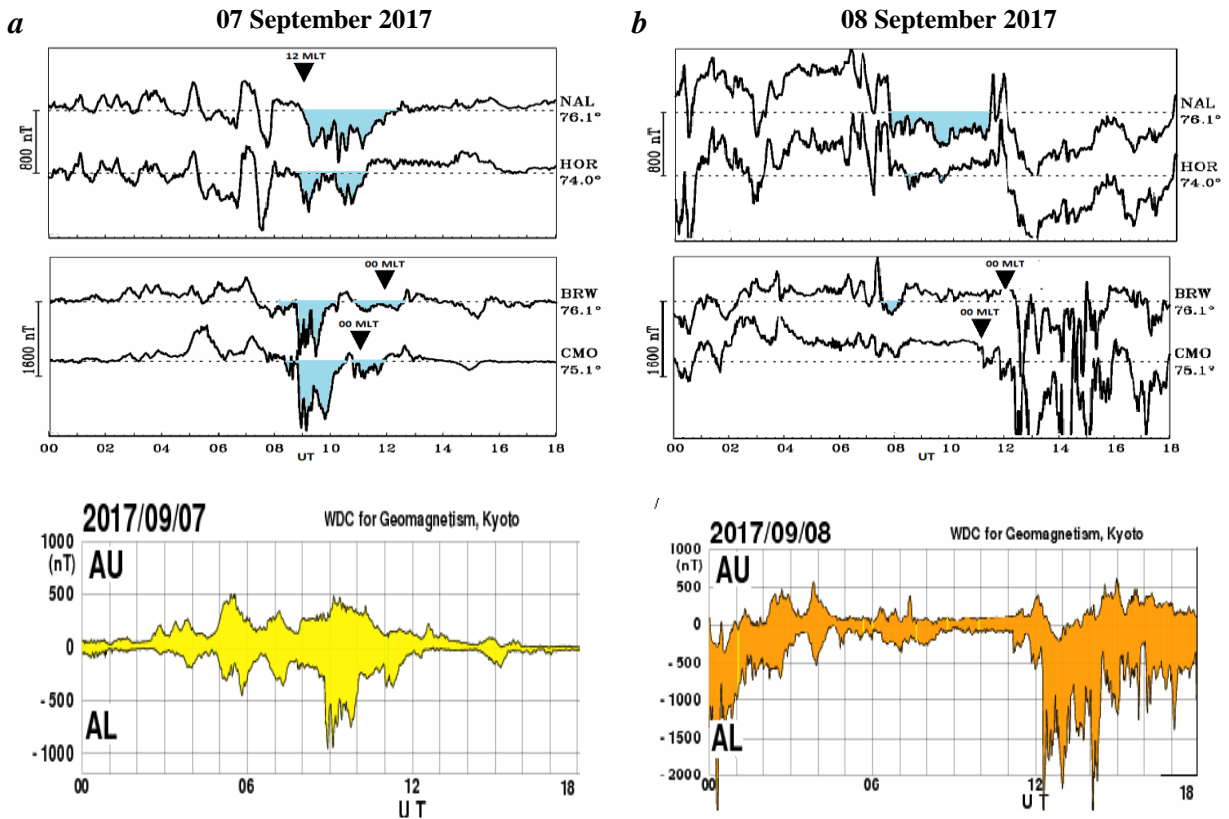 a
07 September 2017
12 MLT
NAL
76.1°
HOR
74.0°
800 nT
00 MLT
BRW
76.1°
00 MLT
CMO
75.1°
1600 nT
00 02 04 06 08 10 12 14 16 18
UT
2017/09/07 WDC for Geomagnetism, Kyoto
1000
(nT)
AU
500
0
-500
AL
-1000
00 06 12 18
UT
b
08 September 2017
NAL
76.1°
HOR
74.0°
800 nT
00 MLT
BRW
76.1°
00 MLT
CMO
75.1°
1600 nT
00 02 04 06 08 10 12 14 16 18
UT
/
2017/09/08 WDC for Geomagnetism, Kyoto
1000
(nT)
AU
500
0
-500
-1000
AL
-1500
-2000
00 06 12 18
UT